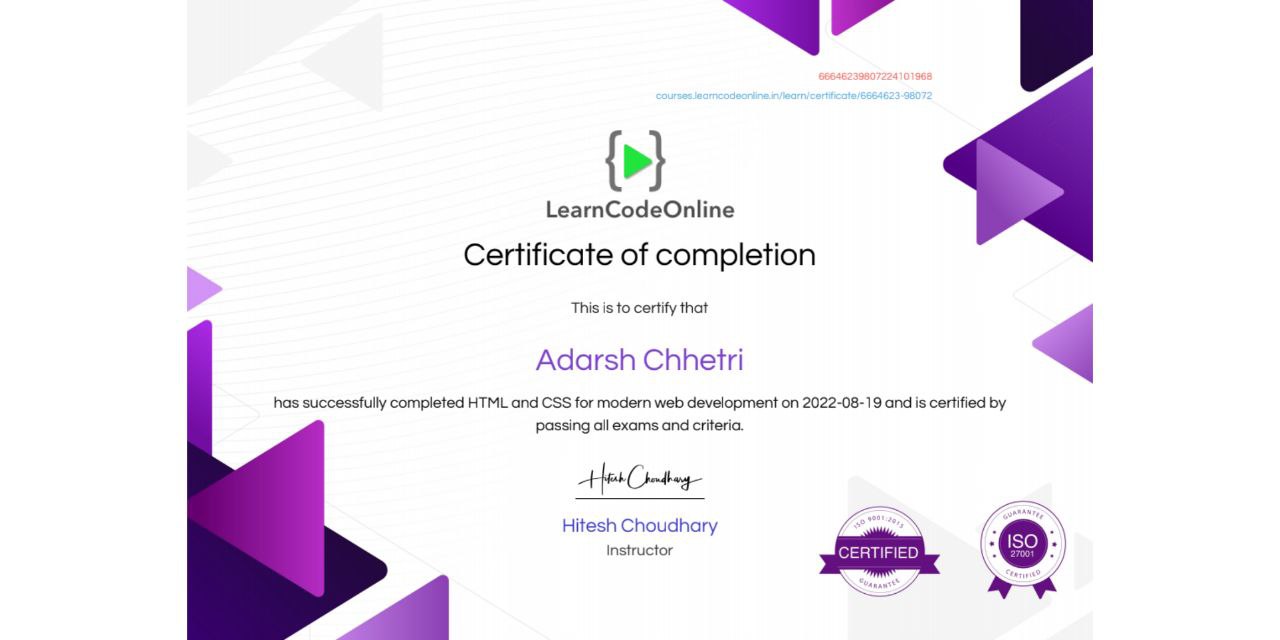 66646239807224101968
courses.learncodeonline.in/learn/certificate/6664623-98072
LearnCodeOnline
Certificate of completion
This is to certify that
Adarsh Chhetri
has successfully completed HTML and CSS for modern web development on 2022-08-19 and is certified by
passing all exams and criteria.
Hitesh Choudhary
Hitesh Choudhary
Instructor
ISO 9001:2015
CERTIFIED
GUARANTEE
GUARANTEE
ISO
27001
CERTIFIED